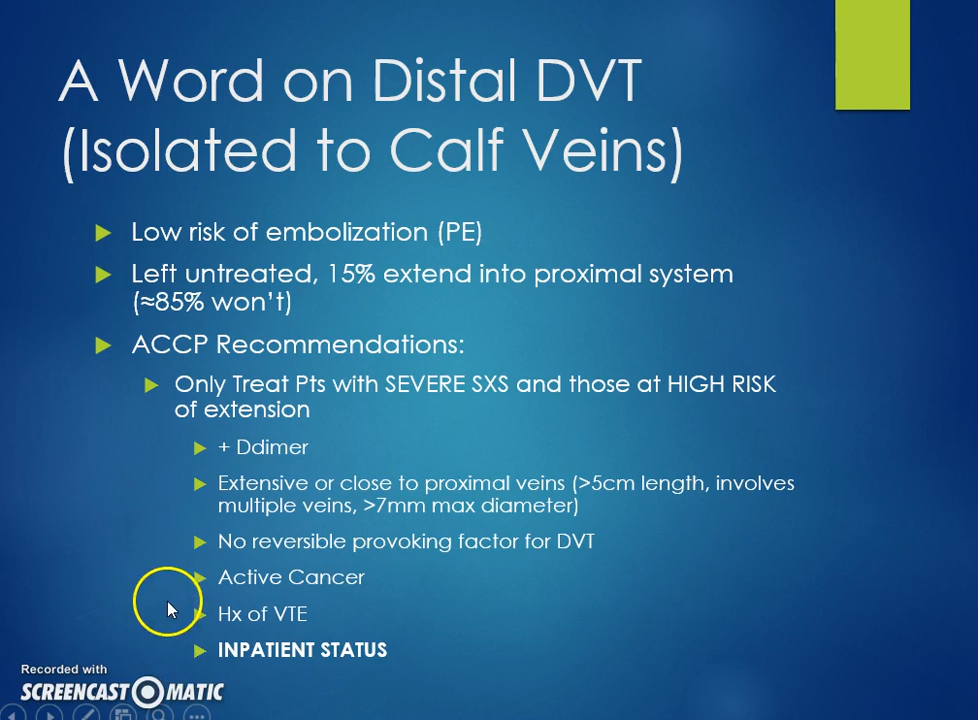 A Word on Distal DVT
(Isolated to Calf Veins)
Low risk of embolization (PE)
Left untreated, 15% extend into proximal system
(≈85% won't)
ACCP Recommendations:
Only Treat Pts with SEVERE SXS and those at HIGH RISK
of extension
+ Ddimer
Extensive or close to proximal veins (>5cm length, involves
multiple veins, >7mm max diameter)
No reversible provoking factor for DVT
Active Cancer
Hx of VTE
INPATIENT STATUS
Recorded with
SCREENCAST-O-MATIC